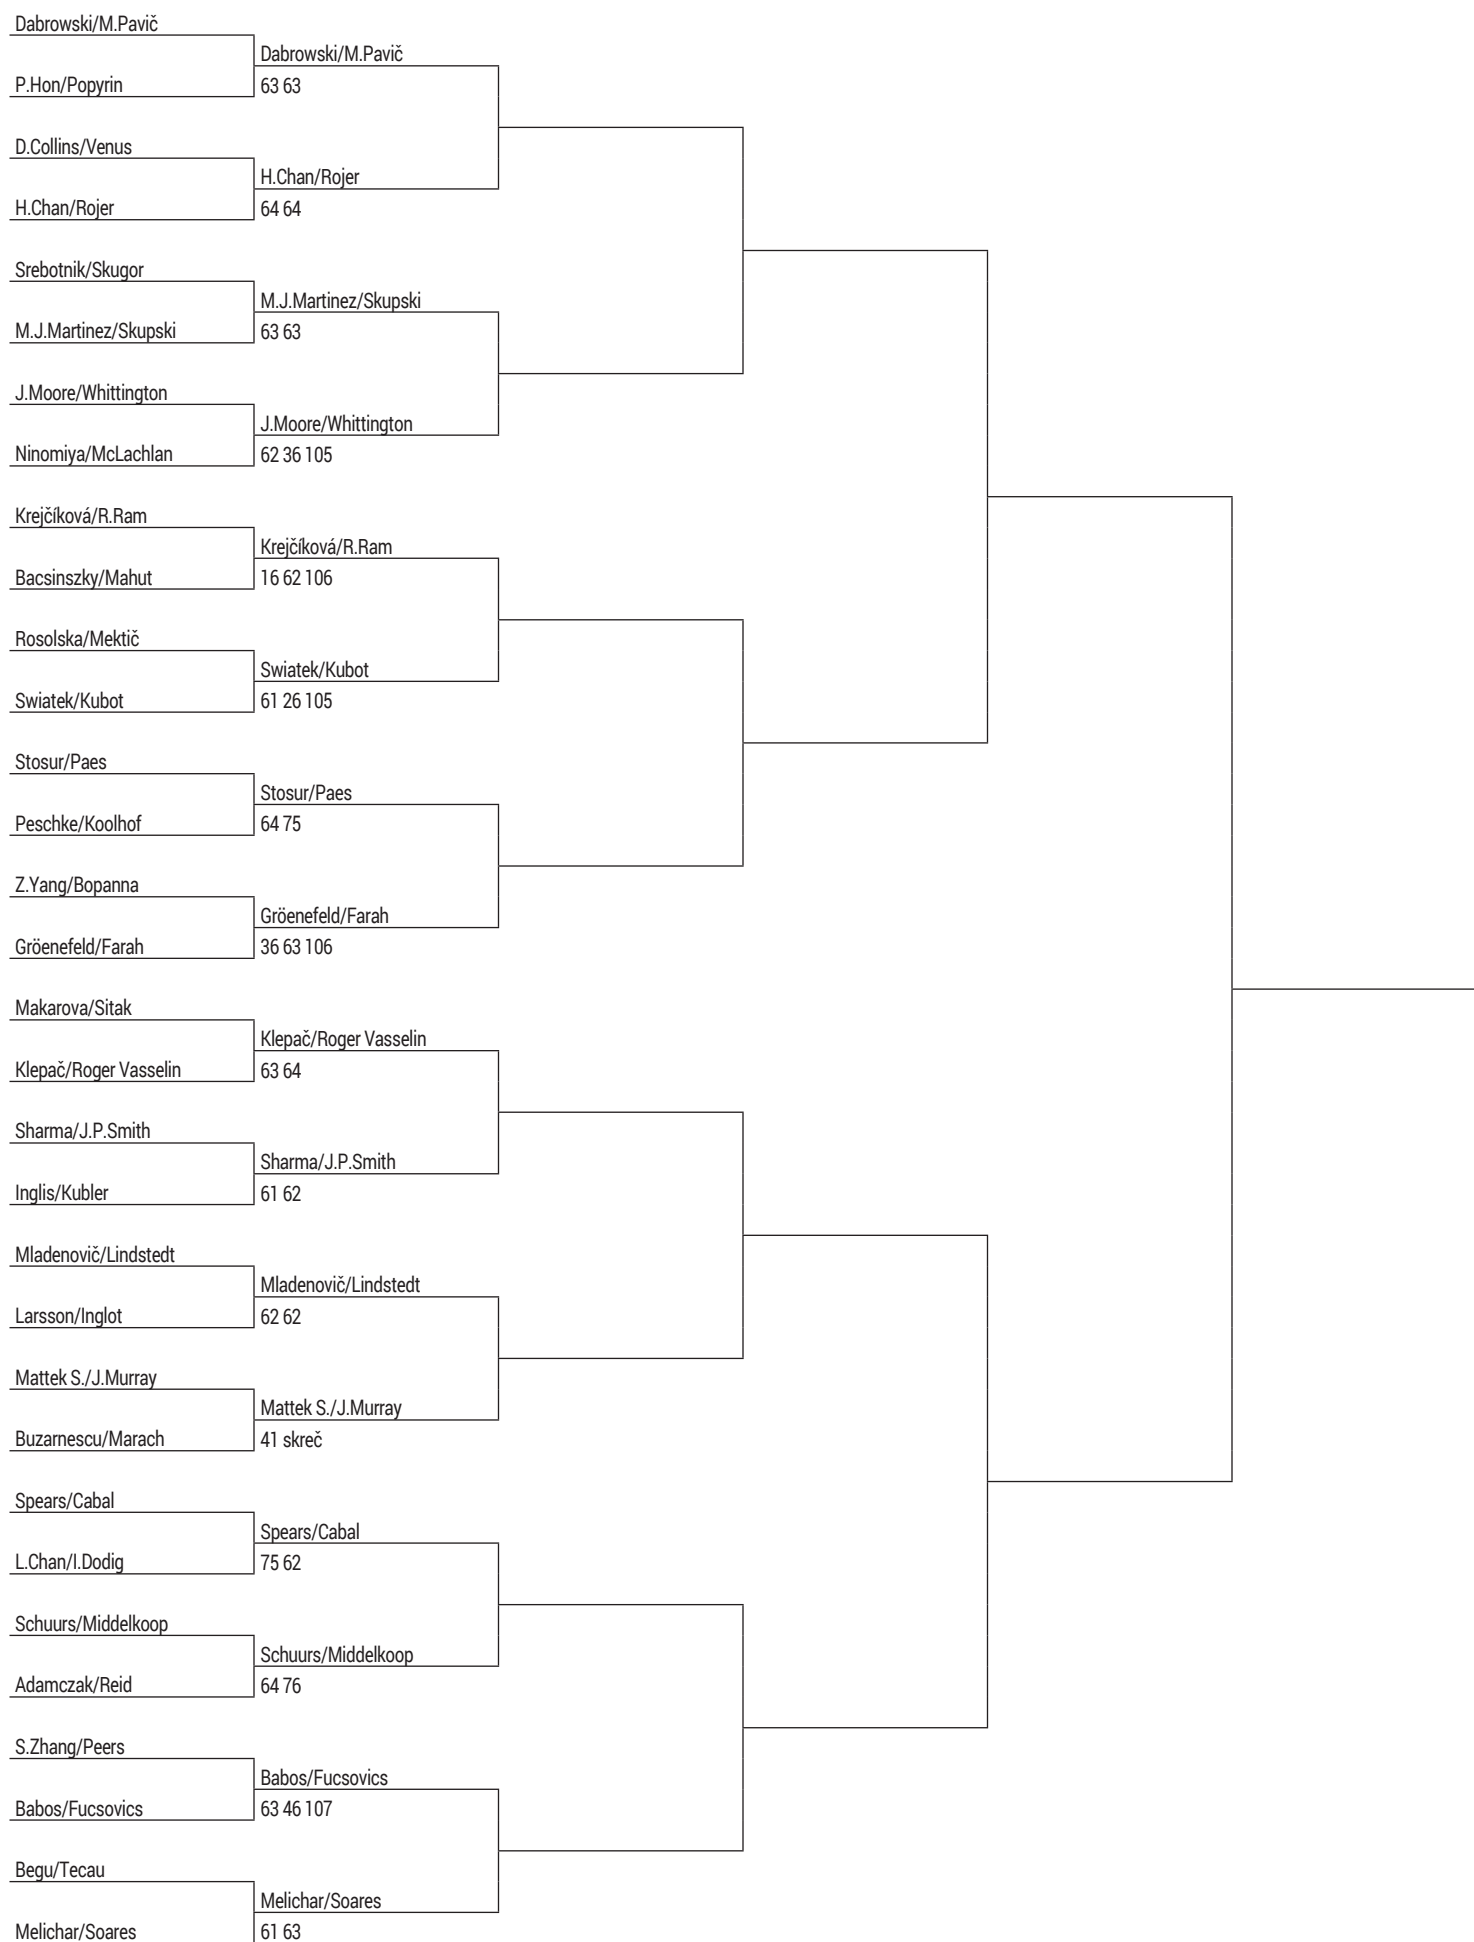 Dabrowski/M.Pavič
Dabrowski/M.Pavič
P.Hon/Popyrin
63 63
D.Collins/Venus
H.Chan/Rojer
H.Chan/Rojer
64 64
Srebotnik/Skugor
M.J.Martinez/Skupski
M.J.Martinez/Skupski
63 63
J.Moore/Whittington
J.Moore/Whittington
Ninomiya/McLachlan
62 36 105
Krejčíková/R.Ram
Krejčíková/R.Ram
Bacsinszky/Mahut
16 62 106
Rosolska/Mektič
Swiatek/Kubot
Swiatek/Kubot
61 26 105
Stosur/Paes
Stosur/Paes
Peschke/Koolhof
64 75
Z.Yang/Bopanna
Gröenefeld/Farah
Gröenefeld/Farah
36 63 106
Makarova/Sitak
Klepač/Roger Vasselin
Klepač/Roger Vasselin
63 64
Sharma/J.P.Smith
Sharma/J.P.Smith
Inglis/Kubler
61 62
Mladenovič/Lindstedt
Mladenovič/Lindstedt
Larsson/Inglot
62 62
Mattek S./J.Murray
Mattek S./J.Murray
Buzarnescu/Marach
41 skreč
Spears/Cabal
Spears/Cabal
L.Chan/I.Dodig
75 62
Schuurs/Middelkoop
Schuurs/Middelkoop
Adamczak/Reid
64 76
S.Zhang/Peers
Babos/Fucsovics
Babos/Fucsovics
63 46 107
Begu/Tecau
Melichar/Soares
Melichar/Soares
61 63